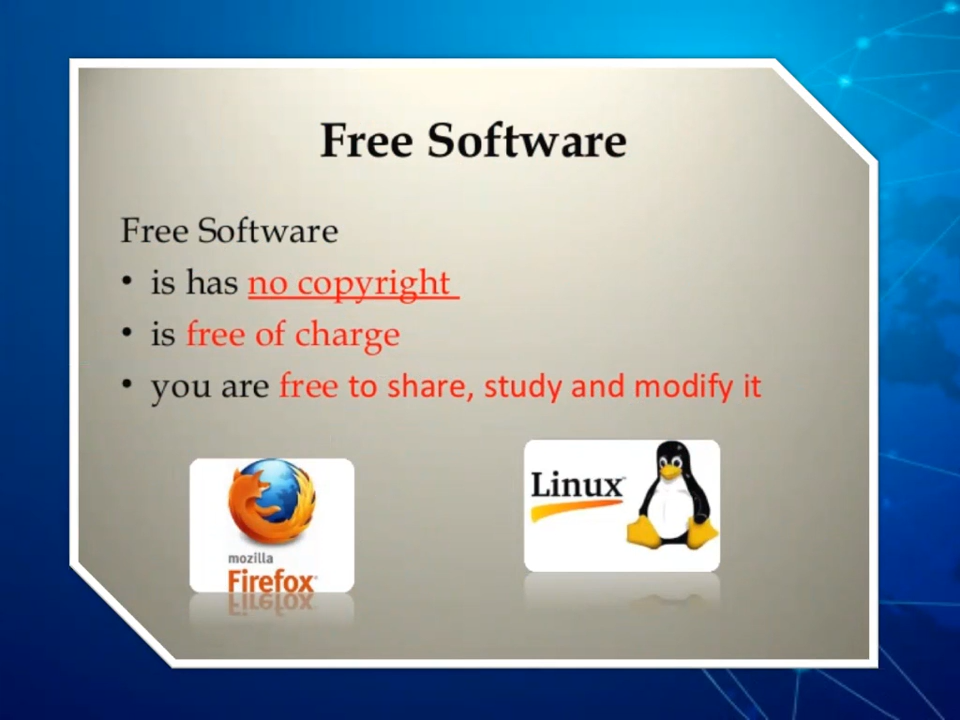 Free Software
Free Software
• is has no copyright
• is free of charge
• you are free to share, study and modify it
mozilla
Firefox
Linux